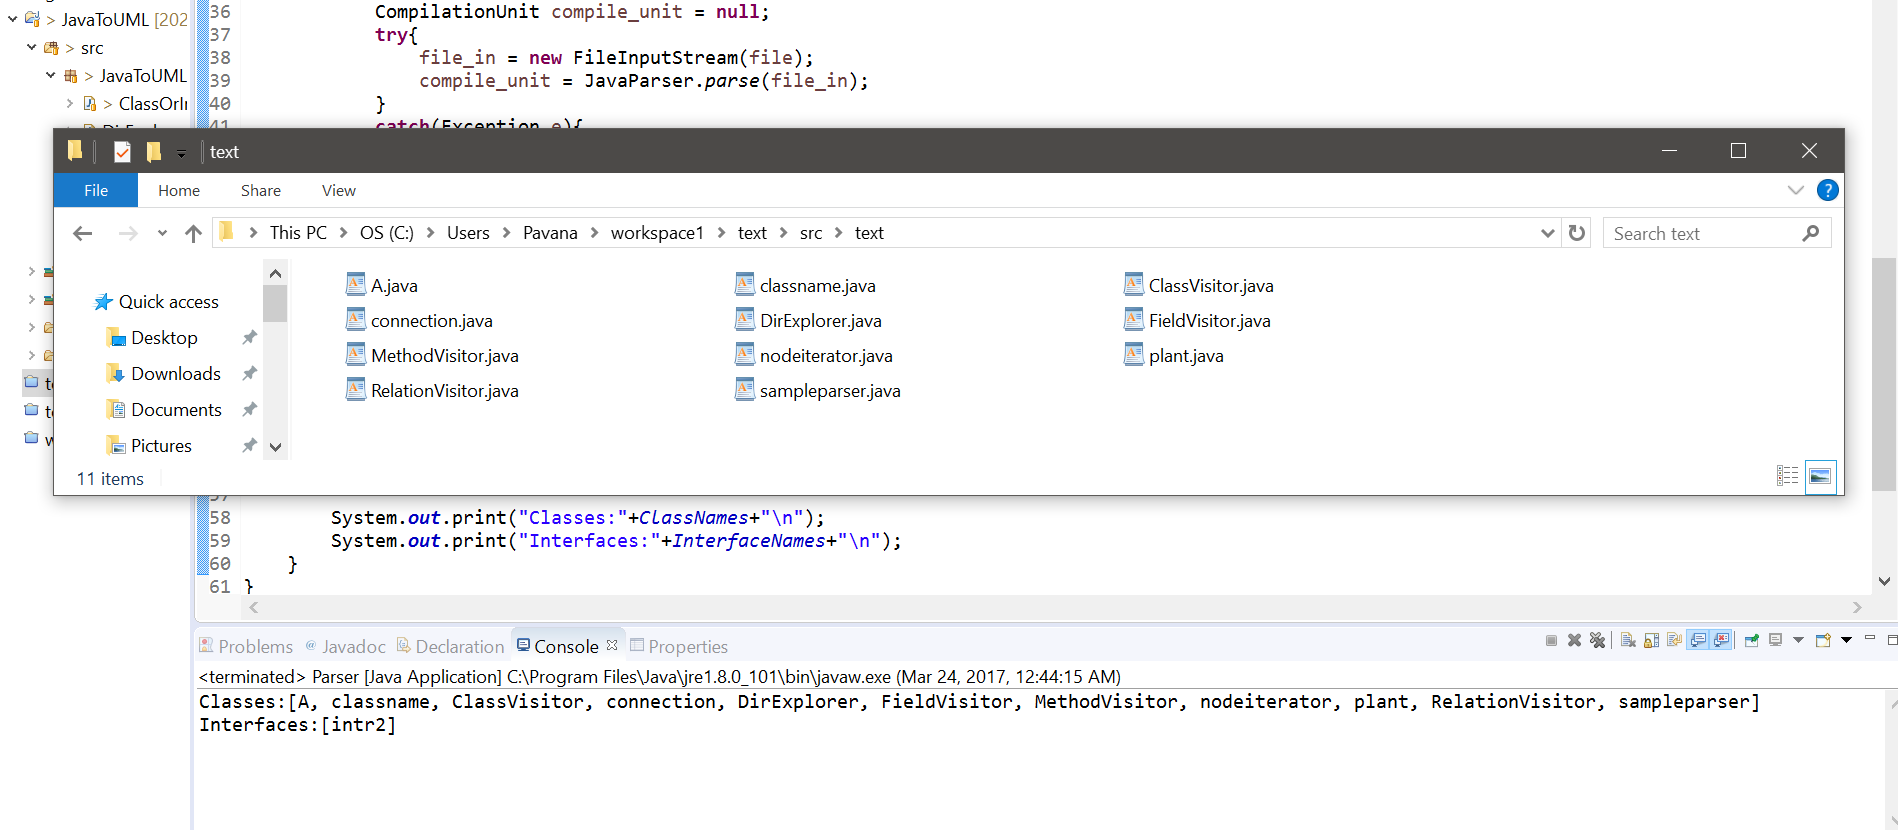 JavaToUML [202
> src
> JavaToUML
> ClassOrI
36 CompilationUnit compile_unit = null;
37 try{
38 file_in = new FileInputStream(file);
39 compile_unit = JavaParser.parse(file_in);
40 }
41 catch(Exception e){
text
File Home Share View
This PC > OS (C:) > Users > Pavana > workspace1 > text > src > text
Search text
Quick access
Desktop
Downloads
Documents
Pictures
A.java classname.java ClassVisitor.java
connection.java DirExplorer.java FieldVisitor.java
MethodVisitor.java nodeiterator.java plant.java
RelationVisitor.java sampleparser.java
11 items
57
58 System.out.print("Classes:"+ClassNames+"\n");
59 System.out.print("Interfaces:"+InterfaceNames+"\n");
60 }
61 }
Problems @ Javadoc Declaration Console Properties
<terminated> Parser [Java Application] C:\Program Files\Java\jre1.8.0_101\bin\javaw.exe (Mar 24, 2017, 12:44:15 AM)
Classes:[A, classname, ClassVisitor, connection, DirExplorer, FieldVisitor, MethodVisitor, nodeiterator, plant, RelationVisitor, sampleparser]
Interfaces:[intr2]